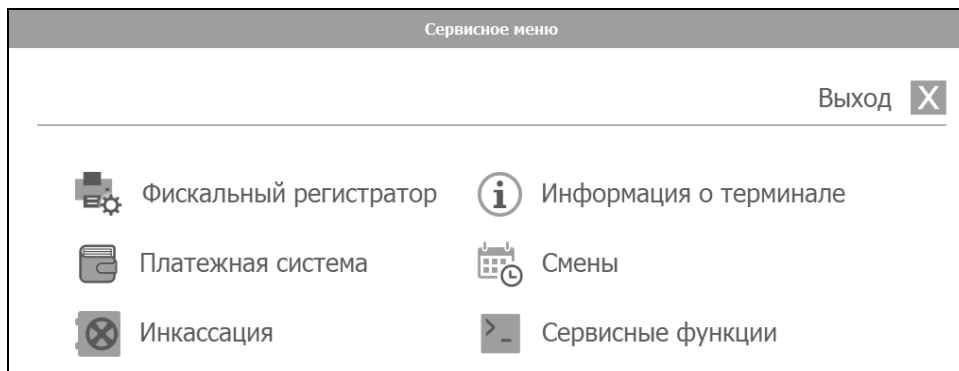 Сервисное меню
Выход X
Фискальный регистратор
Информация о терминале
Платежная система
Смены
Инкассация
Сервисные функции